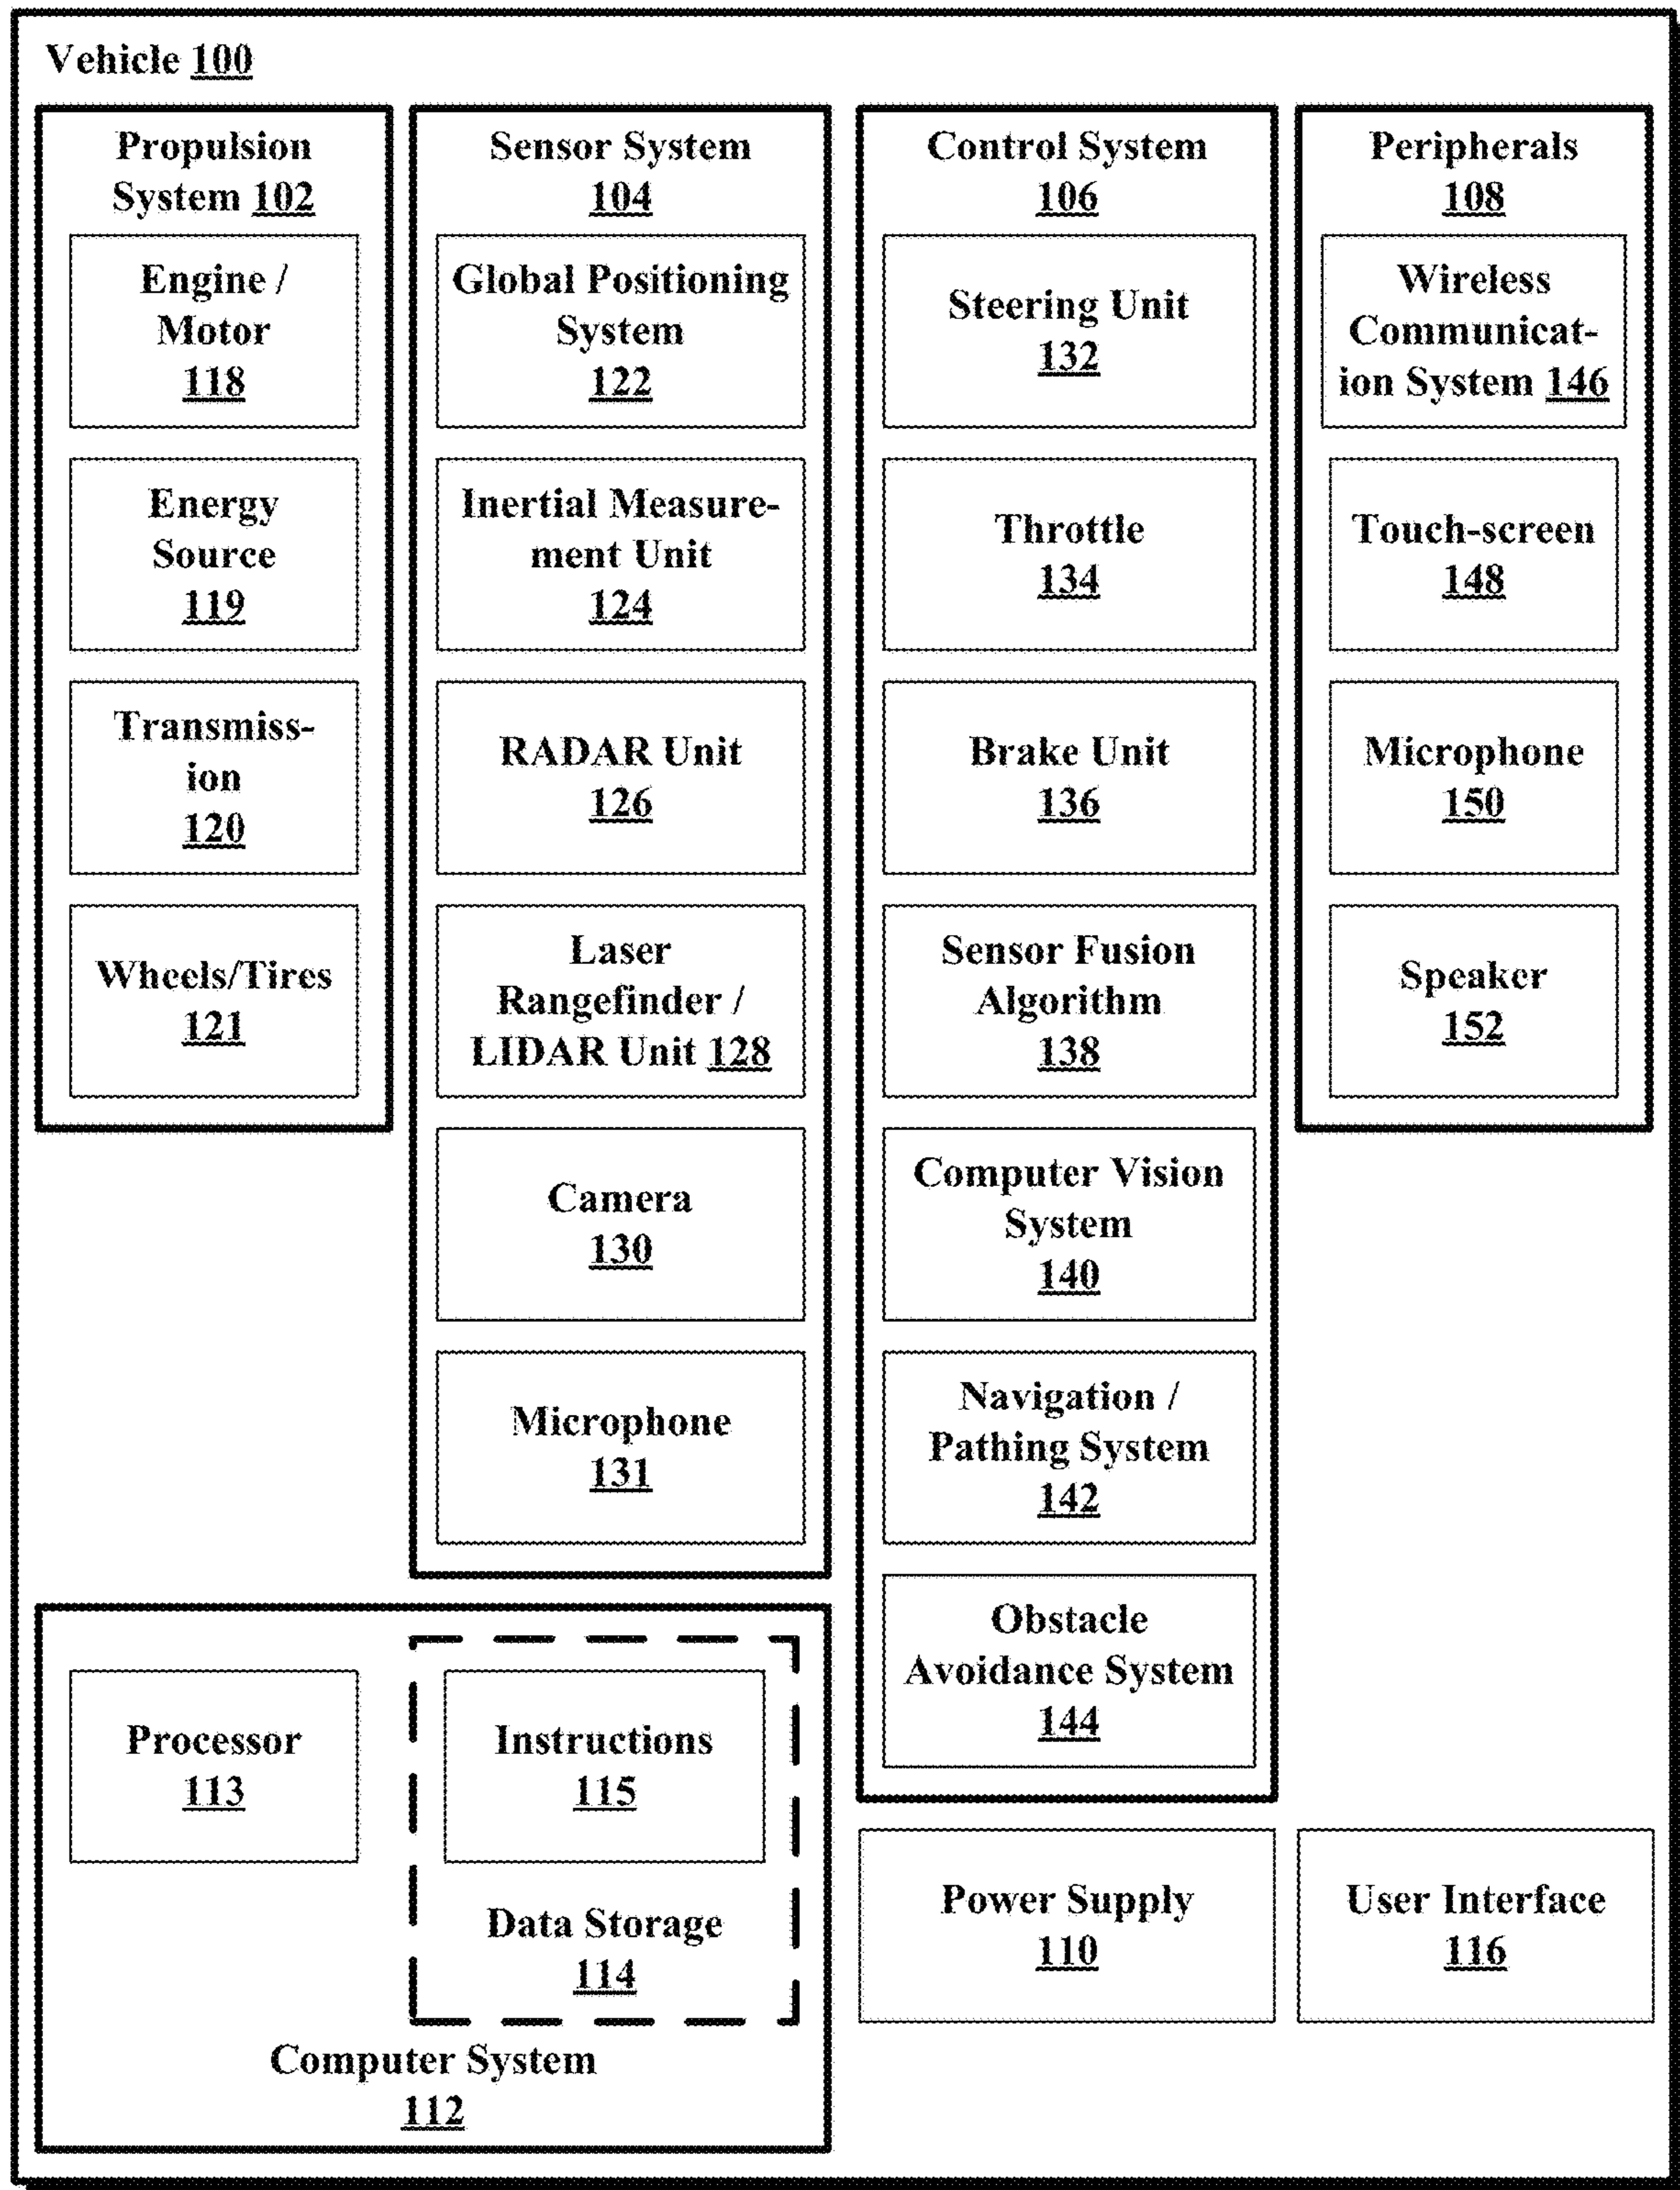 Vehicle 100
Propulsion
System 102
Engine /
Motor
118
Energy
Source
119
Transmiss-
ion
120
Wheels/Tires
121
Sensor System
104
Global Positioning
System
122
Inertial Measure-
ment Unit
124
RADAR Unit
126
Laser
Rangefinder /
LIDAR Unit 128
Camera
130
Microphone
131
Control System
106
Steering Unit
132
Throttle
134
Brake Unit
136
Sensor Fusion
Algorithm
138
Computer Vision
System
140
Navigation /
Pathing System
142
Obstacle
Avoidance System
144
Peripherals
108
Wireless
Communicat-
ion System 146
Touch-screen
148
Microphone
150
Speaker
152
Processor
113
Instructions
115
Data Storage
114
Computer System
112
Power Supply
110
User Interface
116